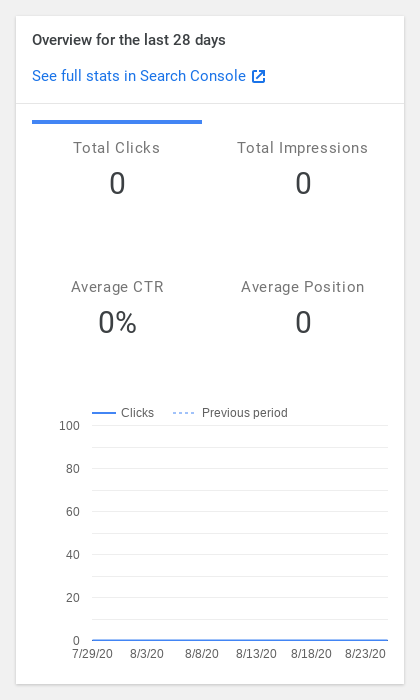 Overview for the last 28 days
See full stats in Search Console
Total Clicks
0
Total Impressions
0
Average CTR
0%
Average Position
0
Clicks
Previous period
100
80
60
40
20
0
7/29/20 8/3/20 8/8/20 8/13/20 8/18/20 8/23/20